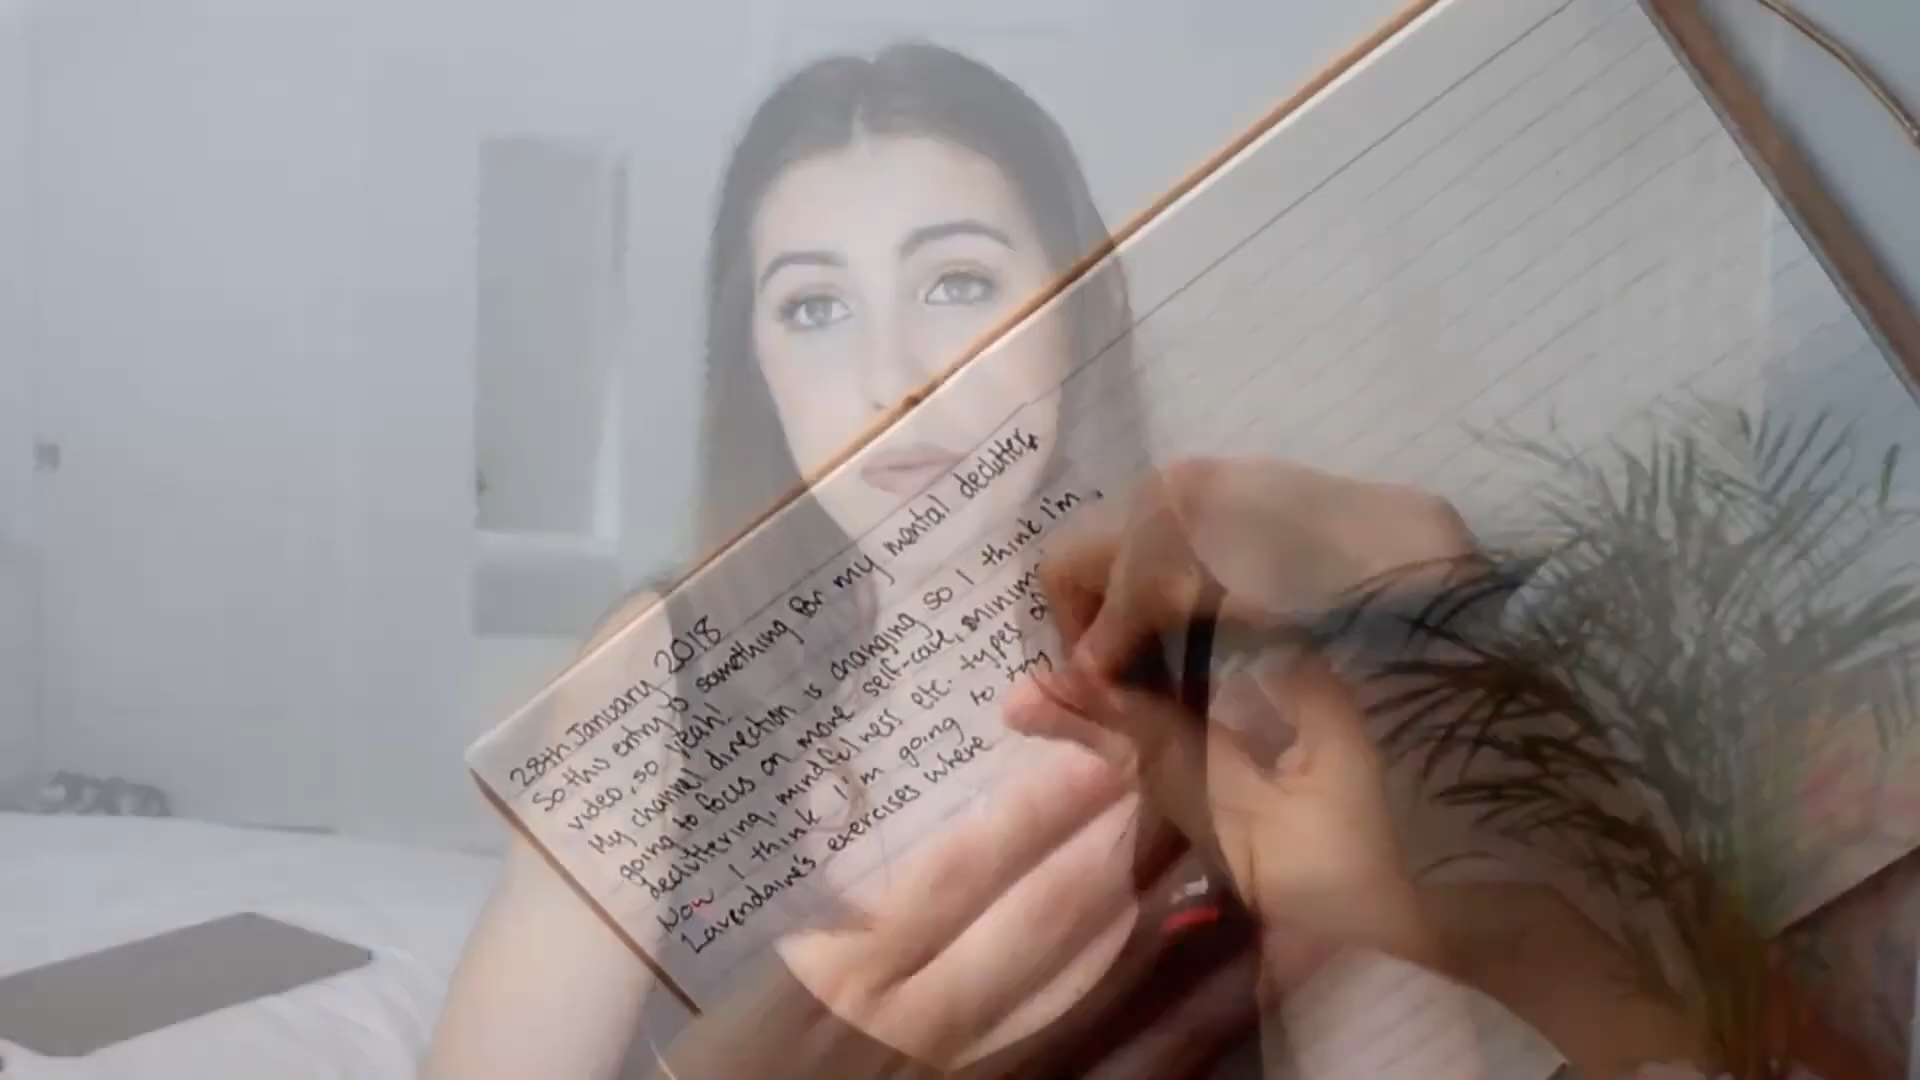 28th January 2018
So this entry is something for my mental declutter
video, so yeah!
My channel direction is changing so I think I'm
going to focus on more self-care, minim
decluttering, mindfulness etc. types of
Now I think I'm going to try
Lavendaire's exercises where